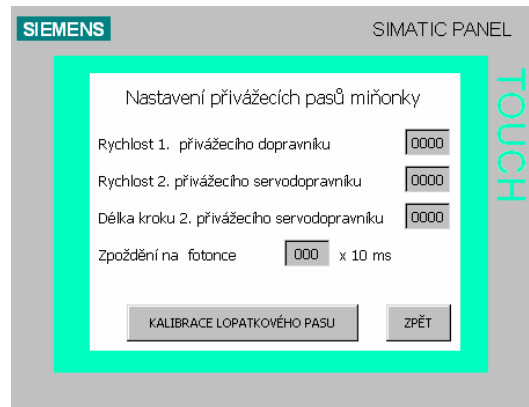 SIEMENS
SIMATIC PANEL
TOUCH
Nastavení přivážecích pasů miňonky
Rychlost 1. přivážecího dopravníku 0000
Rychlost 2. přivážecího servodopravníku 0000
Délka kroku 2. přivážecího servodopravníku 0000
Zpoždění na fotonce 000 x 10 ms
KALIBRACE LOPATKOVÉHO PASU
ZPĚT